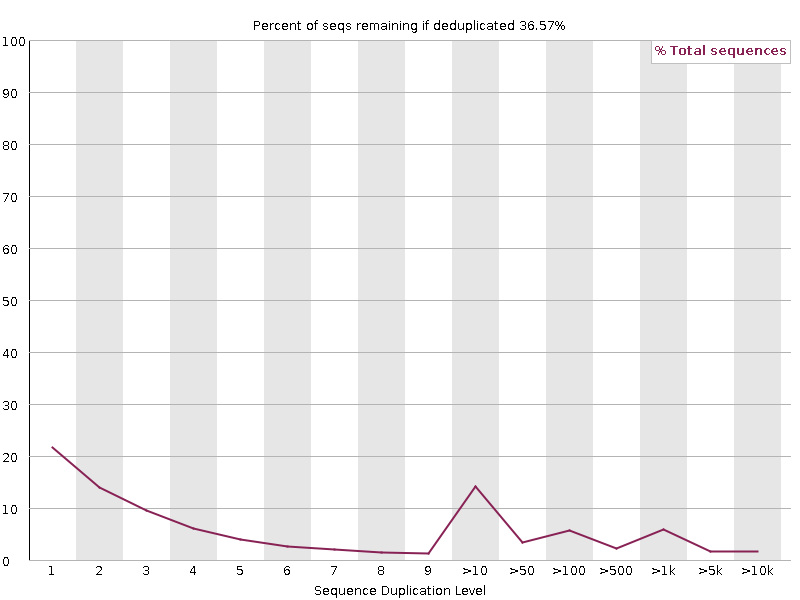 Percent of seqs remaining if deduplicated 36.57%
% Total sequences
100
90
80
70
60
50
40
30
20
10
0
1 2 3 4 5 6 7 8 9 >10 >50 >100 >500 >1k >5k >10k
Sequence Duplication Level